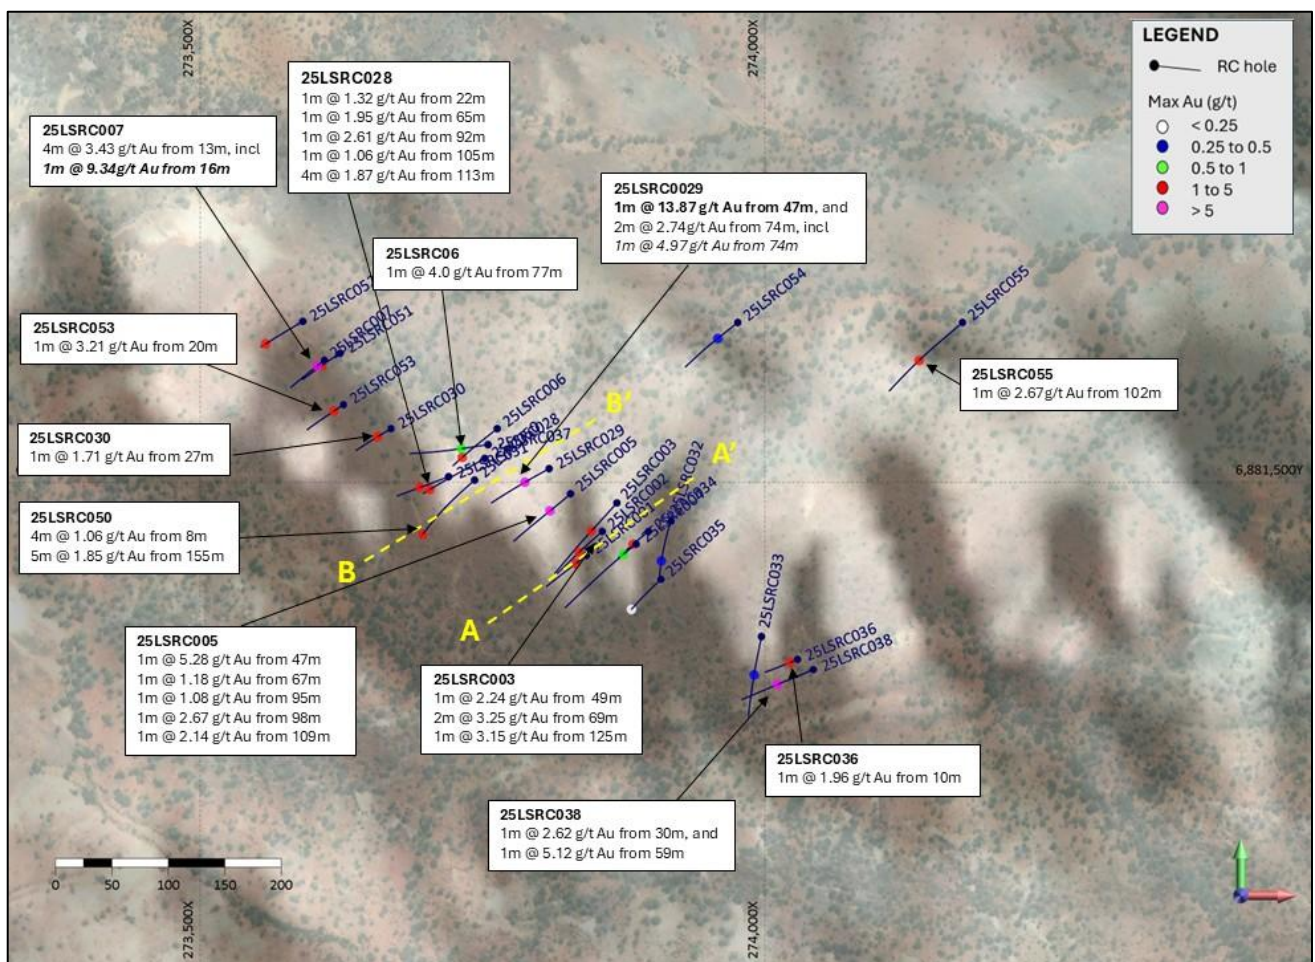 273,500X
274,000X
LEGEND
RC hole
Max Au (g/t)
< 0.25
0.25 to 0.5
0.5 to 1
1 to 5
> 5
25LSRC028
1m @ 1.32 g/t Au from 22m
1m @ 1.95 g/t Au from 65m
1m @ 2.61 g/t Au from 92m
1m @ 1.06 g/t Au from 105m
4m @ 1.87 g/t Au from 113m
25LSRC007
4m @ 3.43 g/t Au from 13m, incl
1m @ 9.34g/t Au from 16m
25LSRC0029
1m @ 13.87 g/t Au from 47m, and
2m @ 2.74g/t Au from 74m, incl
1m @ 4.97g/t Au from 74m
25LSRC06
1m @ 4.0 g/t Au from 77m
25LSRC053
1m @ 3.21 g/t Au from 20m
25LSRC007
25LSRC051
25LSRC053
25LSRC030
25LSRC006
25LSRC029
25LSRC005
25LSRC003
25LSRC002
25LSRC054
25LSRC055
25LSRC055
1m @ 2.67g/t Au from 102m
B'
A'
25LSRC030
1m @ 1.71 g/t Au from 27m
6,881,500Y
25LSRC050
4m @ 1.06 g/t Au from 8m
5m @ 1.85 g/t Au from 155m
25LSRC035
25LSRC033
B
A
25LSRC036
25LSRC038
25LSRC005
1m @ 5.28 g/t Au from 47m
1m @ 1.18 g/t Au from 67m
1m @ 1.08 g/t Au from 95m
1m @ 2.67 g/t Au from 98m
1m @ 2.14 g/t Au from 109m
25LSRC003
1m @ 2.24 g/t Au from 49m
2m @ 3.25 g/t Au from 69m
1m @ 3.15 g/t Au from 125m
25LSRC036
1m @ 1.96 g/t Au from 10m
25LSRC038
1m @ 2.62 g/t Au from 30m, and
1m @ 5.12 g/t Au from 59m
0 50 100 150 200
273,500X
274,000X